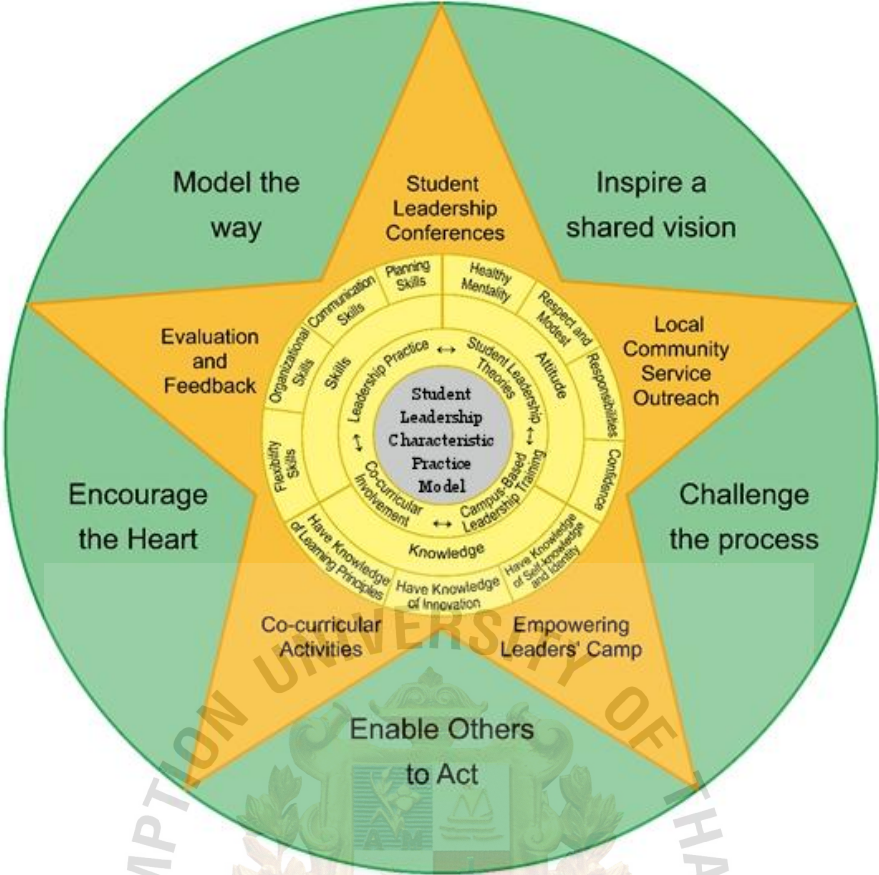 Model the
way
Student
Leadership
Conferences
Inspire a
shared vision
Evaluation
and
Feedback
Local
Community
Service
Outreach
Encourage
the Heart
Challenge
the process
Co-curricular
Activities
Empowering
Leaders' Camp
Enable Others
to Act
Planning
Skills
Healthy
Mentality
Communication
Skills
Respect and
Modest
Organizational
Skills
Responsibilities
Flexibility
Skills
Confidence
Have Knowledge
of Learning Principles
Have Knowledge
of Innovation
Have Knowledge
of Self-knowledge
and Identity
Skills
Attitude
Knowledge
Leadership Practice
↔
Student Leadership
Theories
↔
Campus-Based
Leadership Training
↔
Co-curricular
Involvement
↔
Student
Leadership
Characteristic
Practice
Model
MPTION UNIVERSITY OF THA
A M